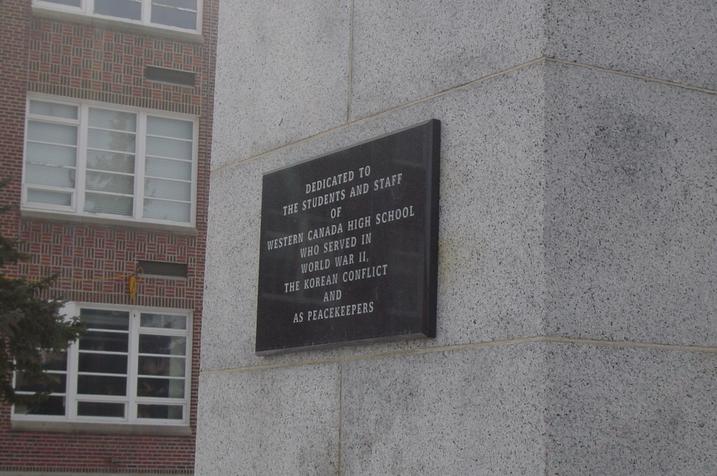 DEDICATED TO
THE STUDENTS AND STAFF
OF
WESTERN CANADA HIGH SCHOOL
WHO SERVED IN
WORLD WAR II,
THE KOREAN CONFLICT
AND
AS PEACEKEEPERS